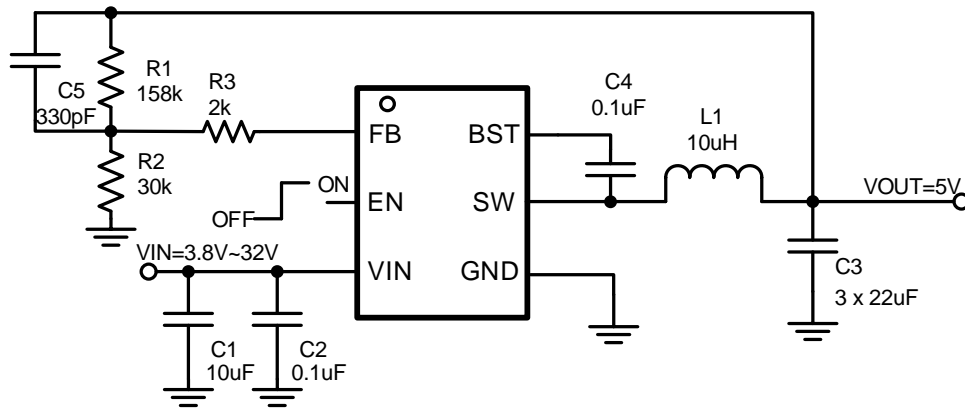 C5
330pF
R1
158k
R3
2k
R2
30k
FB
EN
VIN
BST
SW
GND
C4
0.1uF
L1
10uH
VOUT=5V
C3
3 x 22uF
ON
OFF
VIN=3.8V~32V
C1
10uF
C2
0.1uF